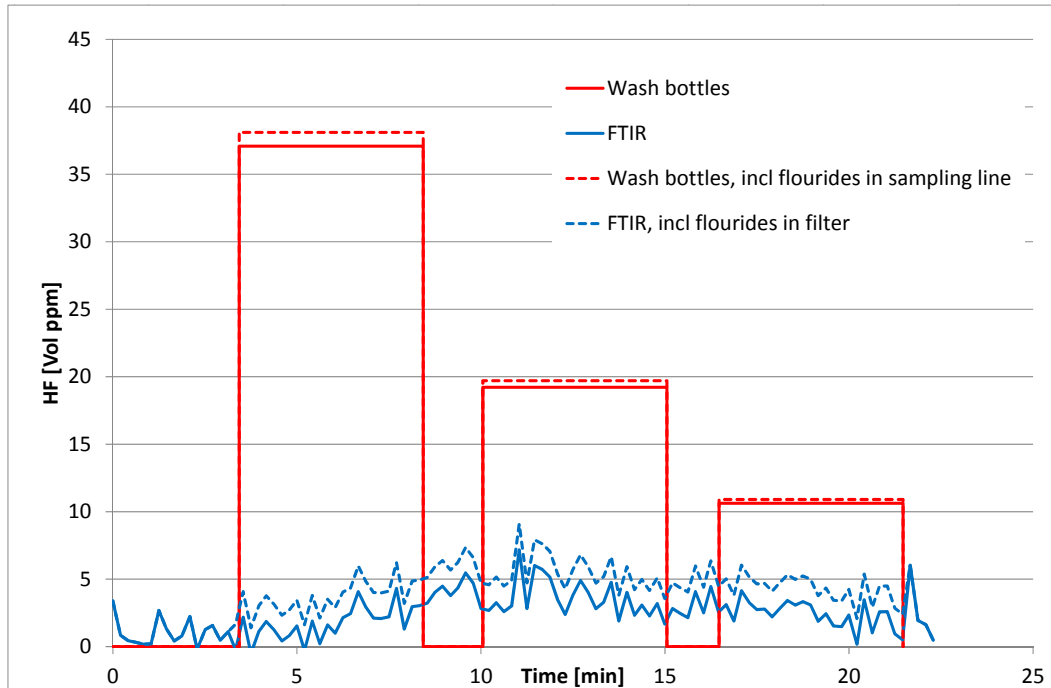 45
40
35
30
25
20
15
10
5
0
HF [Vol ppm]
Wash bottles
FTIR
Wash bottles, incl flourides in sampling line
FTIR, incl flourides in filter
0 5 10 15 20 25
Time [min]